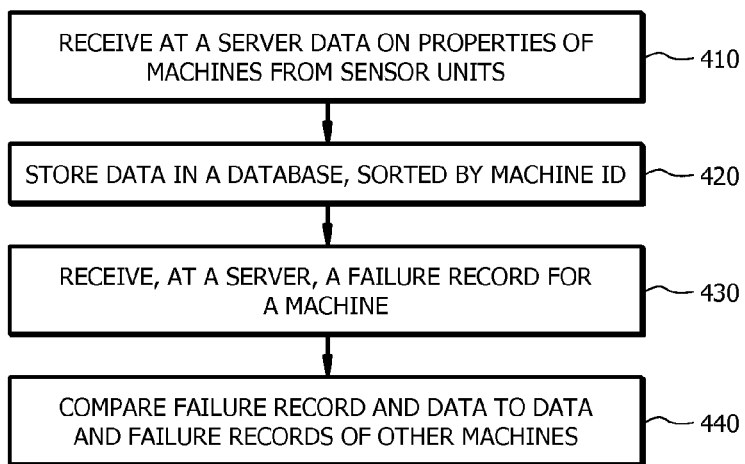 RECEIVE AT A SERVER DATA ON PROPERTIES OF
MACHINES FROM SENSOR UNITS
410
STORE DATA IN A DATABASE, SORTED BY MACHINE ID
420
RECEIVE, AT A SERVER, A FAILURE RECORD FOR
A MACHINE
430
COMPARE FAILURE RECORD AND DATA TO DATA
AND FAILURE RECORDS OF OTHER MACHINES
440